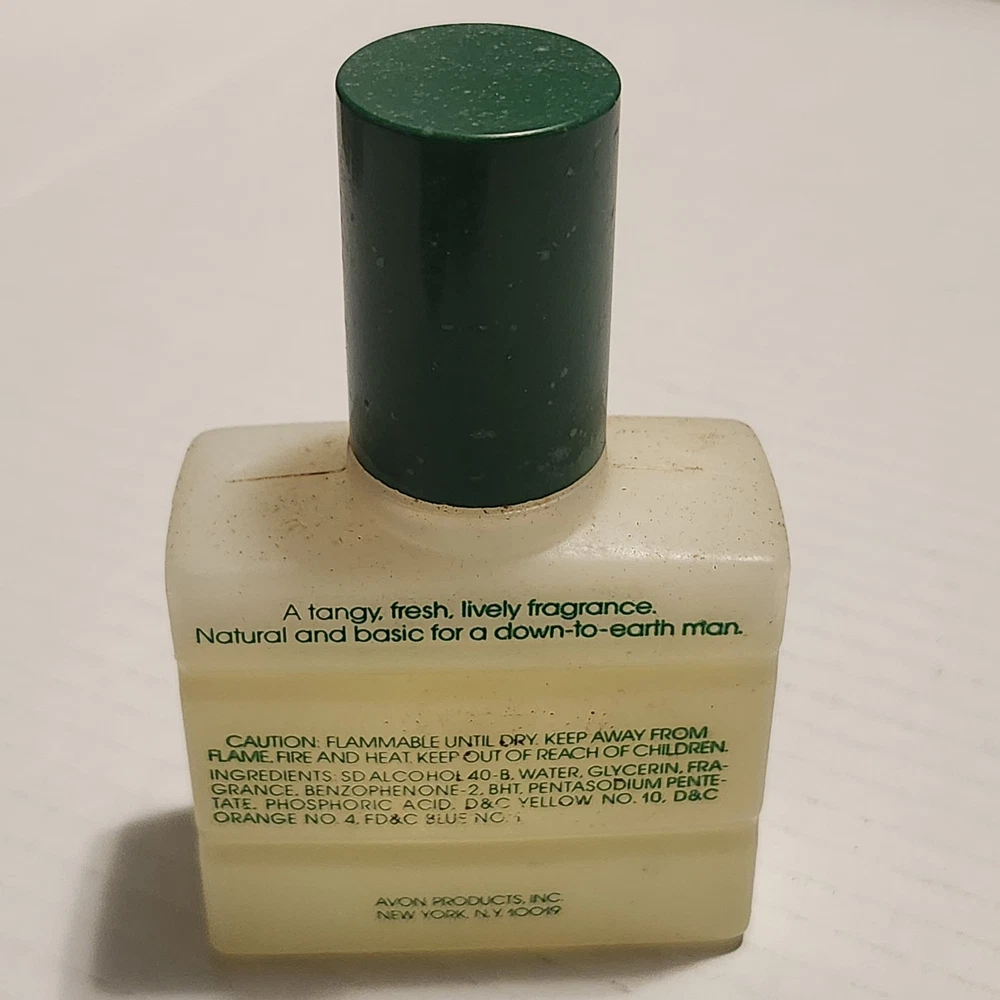 A tangy, fresh, lively fragrance.
Natural and basic for a down-to-earth man.
CAUTION: FLAMMABLE UNTIL DRY. KEEP AWAY FROM
FLAME, FIRE AND HEAT. KEEP OUT OF REACH OF CHILDREN.
INGREDIENTS: SD ALCOHOL 40-B, WATER, GLYCERIN, FRA-
GRANCE, BENZOPHENONE-2, BHT, PENTASODIUM PENTE-
TATE, PHOSPHORIC ACID, D&C YELLOW NO. 10, D&C
ORANGE NO. 4, FD&C BLUE NO. 1
AVON PRODUCTS, INC.
NEW YORK, N.Y. 10019